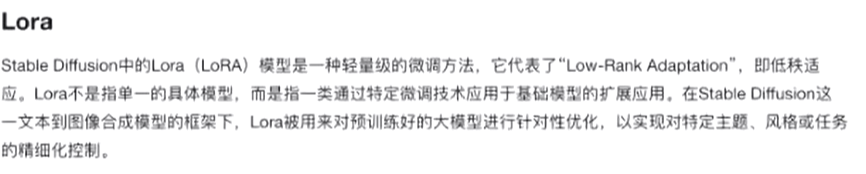 Lora
Stable Diffusion中的Lora（LoRA）模型是一种轻量级的微调方法，它代表了“Low-Rank Adaptation”，即低秩适
应。Lora不是指单一的具体模型，而是指一类通过特定微调技术应用于基础模型的扩展应用。在Stable Diffusion这
一文本到图像合成模型的框架下，Lora被用来对预训练好的大模型进行针对性优化，以实现对特定主题、风格或任务
的精细化控制。